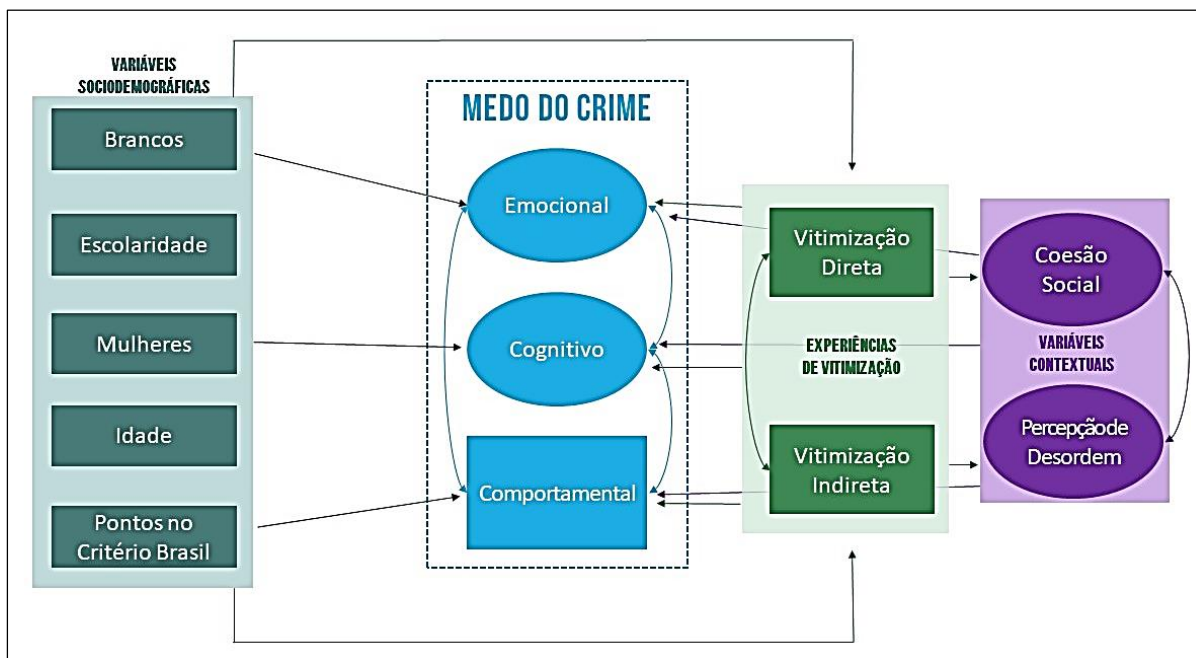 VARIÁVEIS
SOCIODEMOGRÁFICAS
Brancos
Escolaridade
Mulheres
Idade
Pontos no
Critério Brasil
MEDO DO CRIME
Emocional
Cognitivo
Comportamental
Vitimização
Direta
EXPERIÊNCIAS
DE VITIMIZAÇÃO
Vitimização
Indireta
Coesão
Social
VARIÁVEIS
CONTEXTUAIS
Percepção de
Desordem